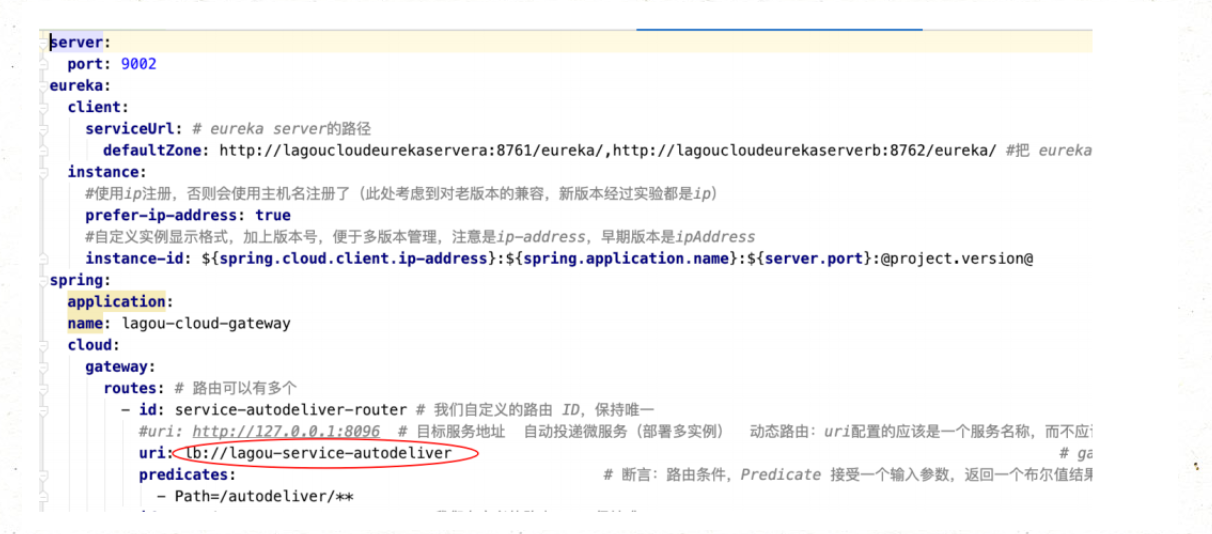 server:
port: 9002
eureka:
client:
serviceUrl: # eureka server的路径
defaultZone: http://lagoucloudeurekaservera:8761/eureka/,http://lagoucloudeurekaserverb:8762/eureka/ #把 eureka
instance:
#使用ip注册，否则会使用主机名注册了（此处考虑到对老版本的兼容，新版本经过实验都是ip）
prefer-ip-address: true
#自定义实例显示格式，加上版本号，便于多版本管理，注意是ip-address，早期版本是ipAddress
instance-id: ${spring.cloud.client.ip-address}:${spring.application.name}:${server.port}:@project.version@
spring:
application:
name: lagou-cloud-gateway
cloud:
gateway:
routes: # 路由可以有多个
- id: service-autodeliver-router # 我们自定义的路由 ID，保持唯一
#uri: http://127.0.0.1:8096 # 目标服务地址 自动投递微服务（部署多实例） 动态路由：uri配置的应该是一个服务名称，而不应
uri: lb://lagou-service-autodeliver # ga
predicates: # 断言：路由条件，Predicate 接受一个输入参数，返回一个布尔值结果
- Path=/autodeliver/**